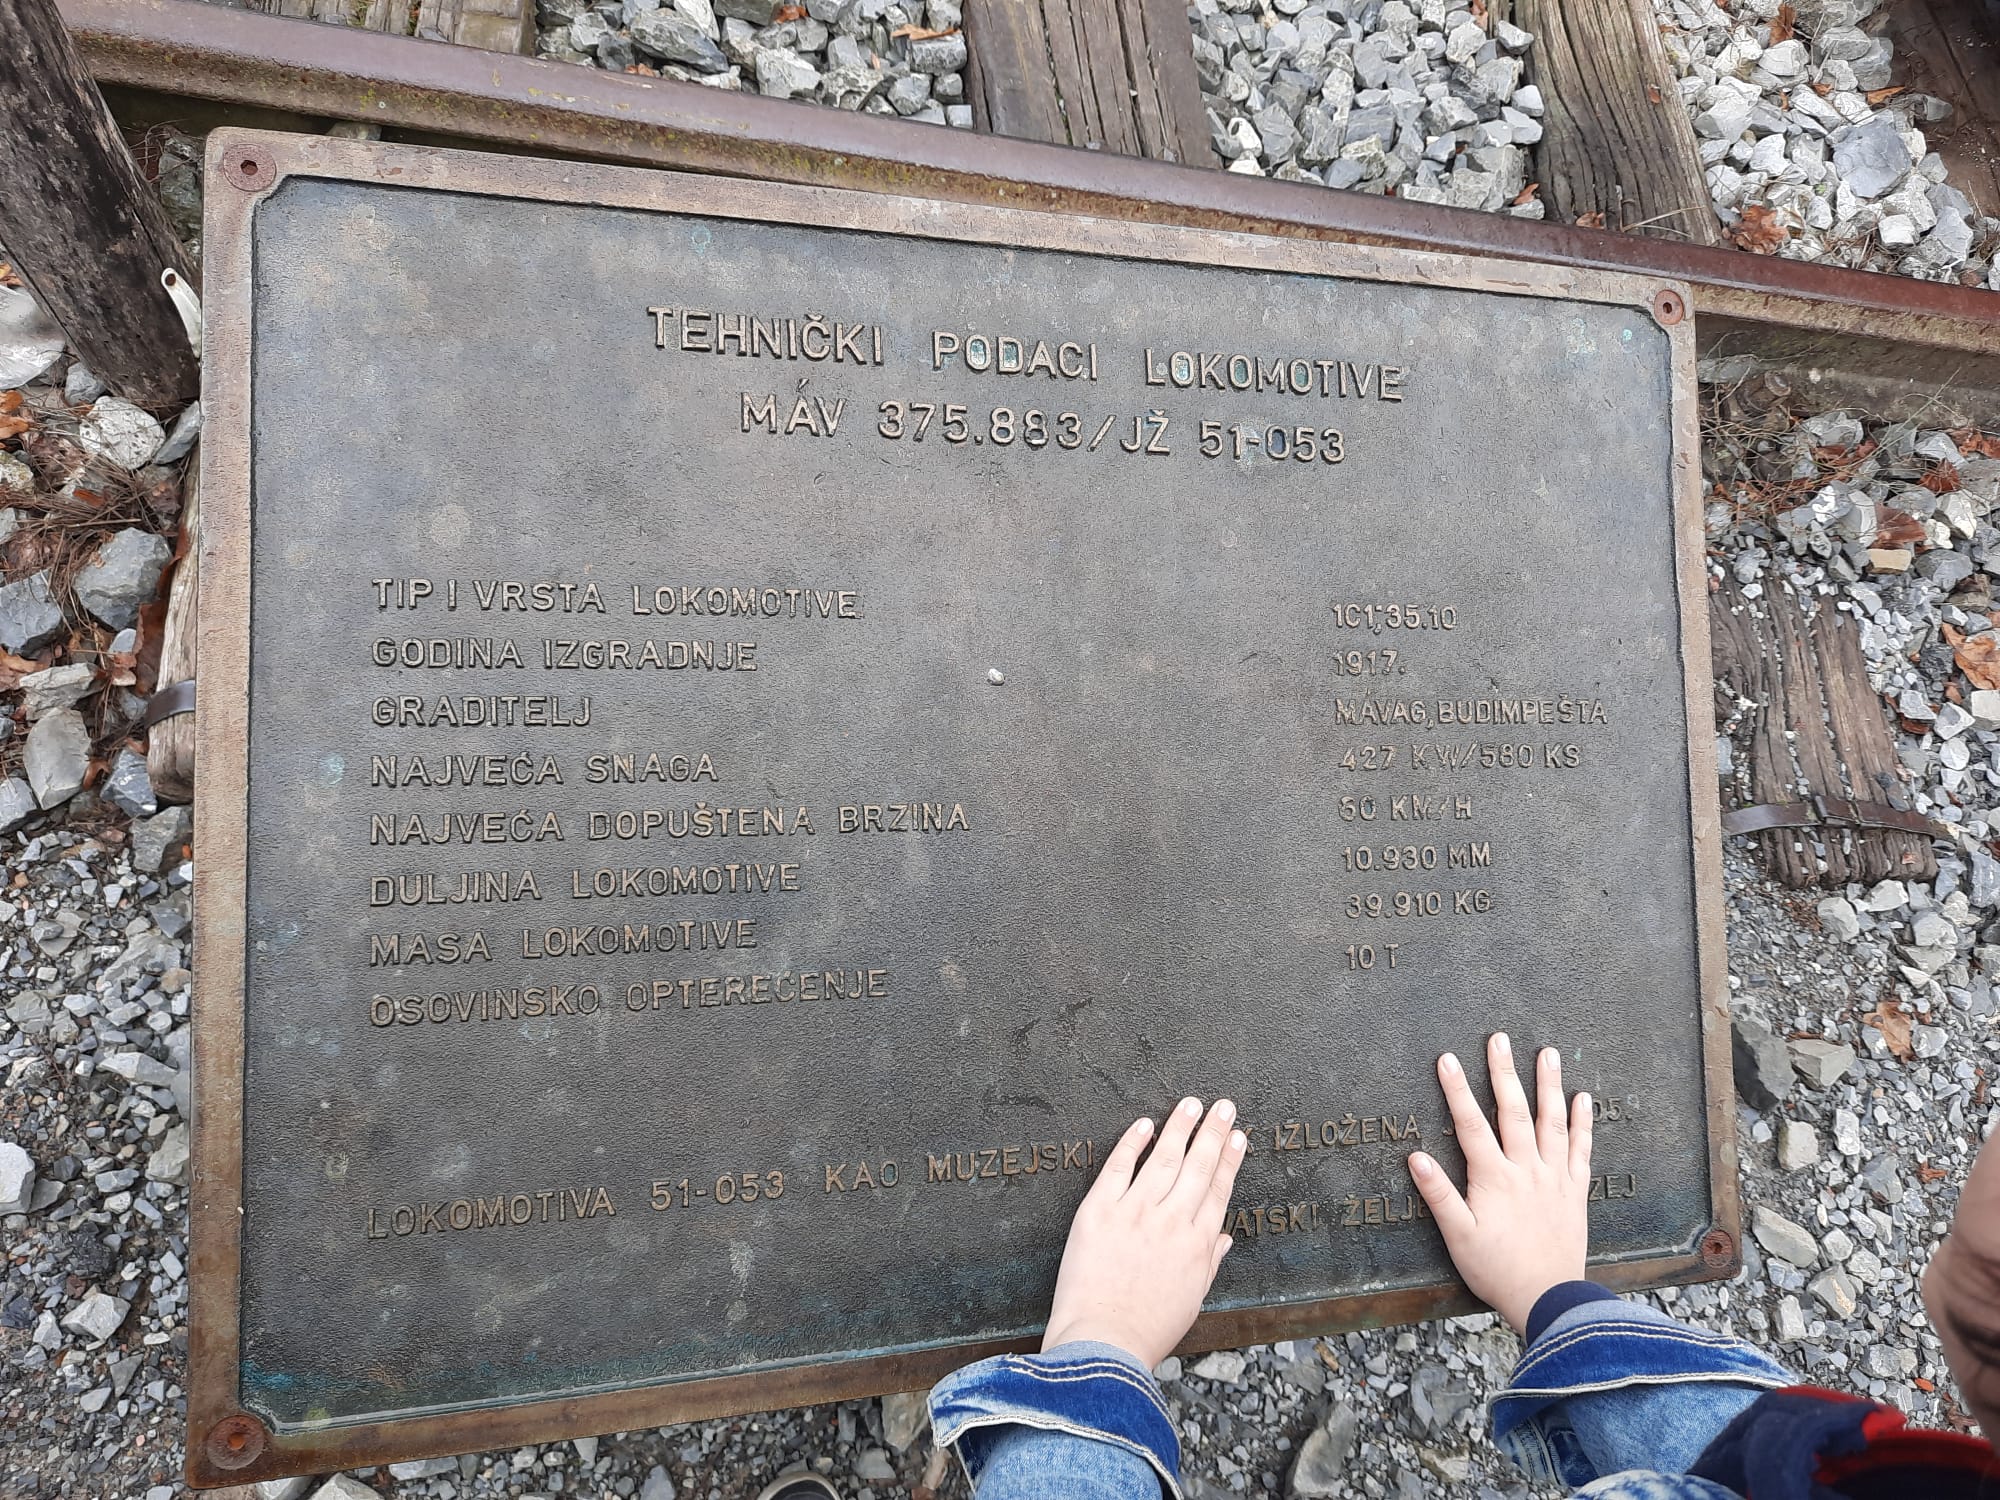 TEHNIČKI PODACI LOKOMOTIVE
MÁV 375.883/JŽ 51-053
TIP I VRSTA LOKOMOTIVE 1C1;35.10
GODINA IZGRADNJE 1917.
GRADITELJ MÁVAG,BUDIMPEŠTA
NAJVEĆA SNAGA 427 KW/580 KS
NAJVEĆA DOPUŠTENA BRZINA 60 KM/H
DULJINA LOKOMOTIVE 10.930 MM
MASA LOKOMOTIVE 39.910 KG
OSOVINSKO OPTEREĆENJE 10 T
LOKOMOTIVA 51-053 KAO MUZEJSKI IZLOŽENA